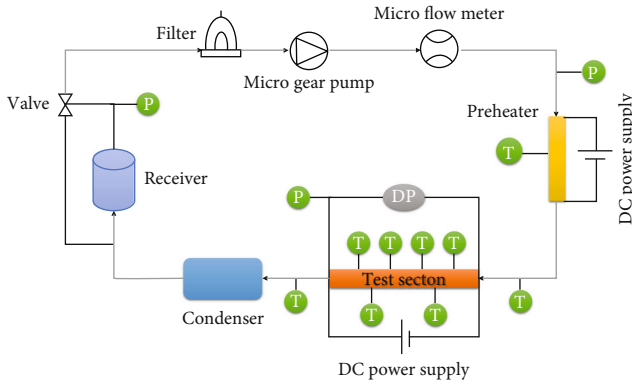 Filter
Micro gear pump
Micro flow meter
P
Preheater
T
DC power supply
Valve
P
Receiver
P
DP
T T T T
Test secton
T T
T
T
Condenser
DC power supply